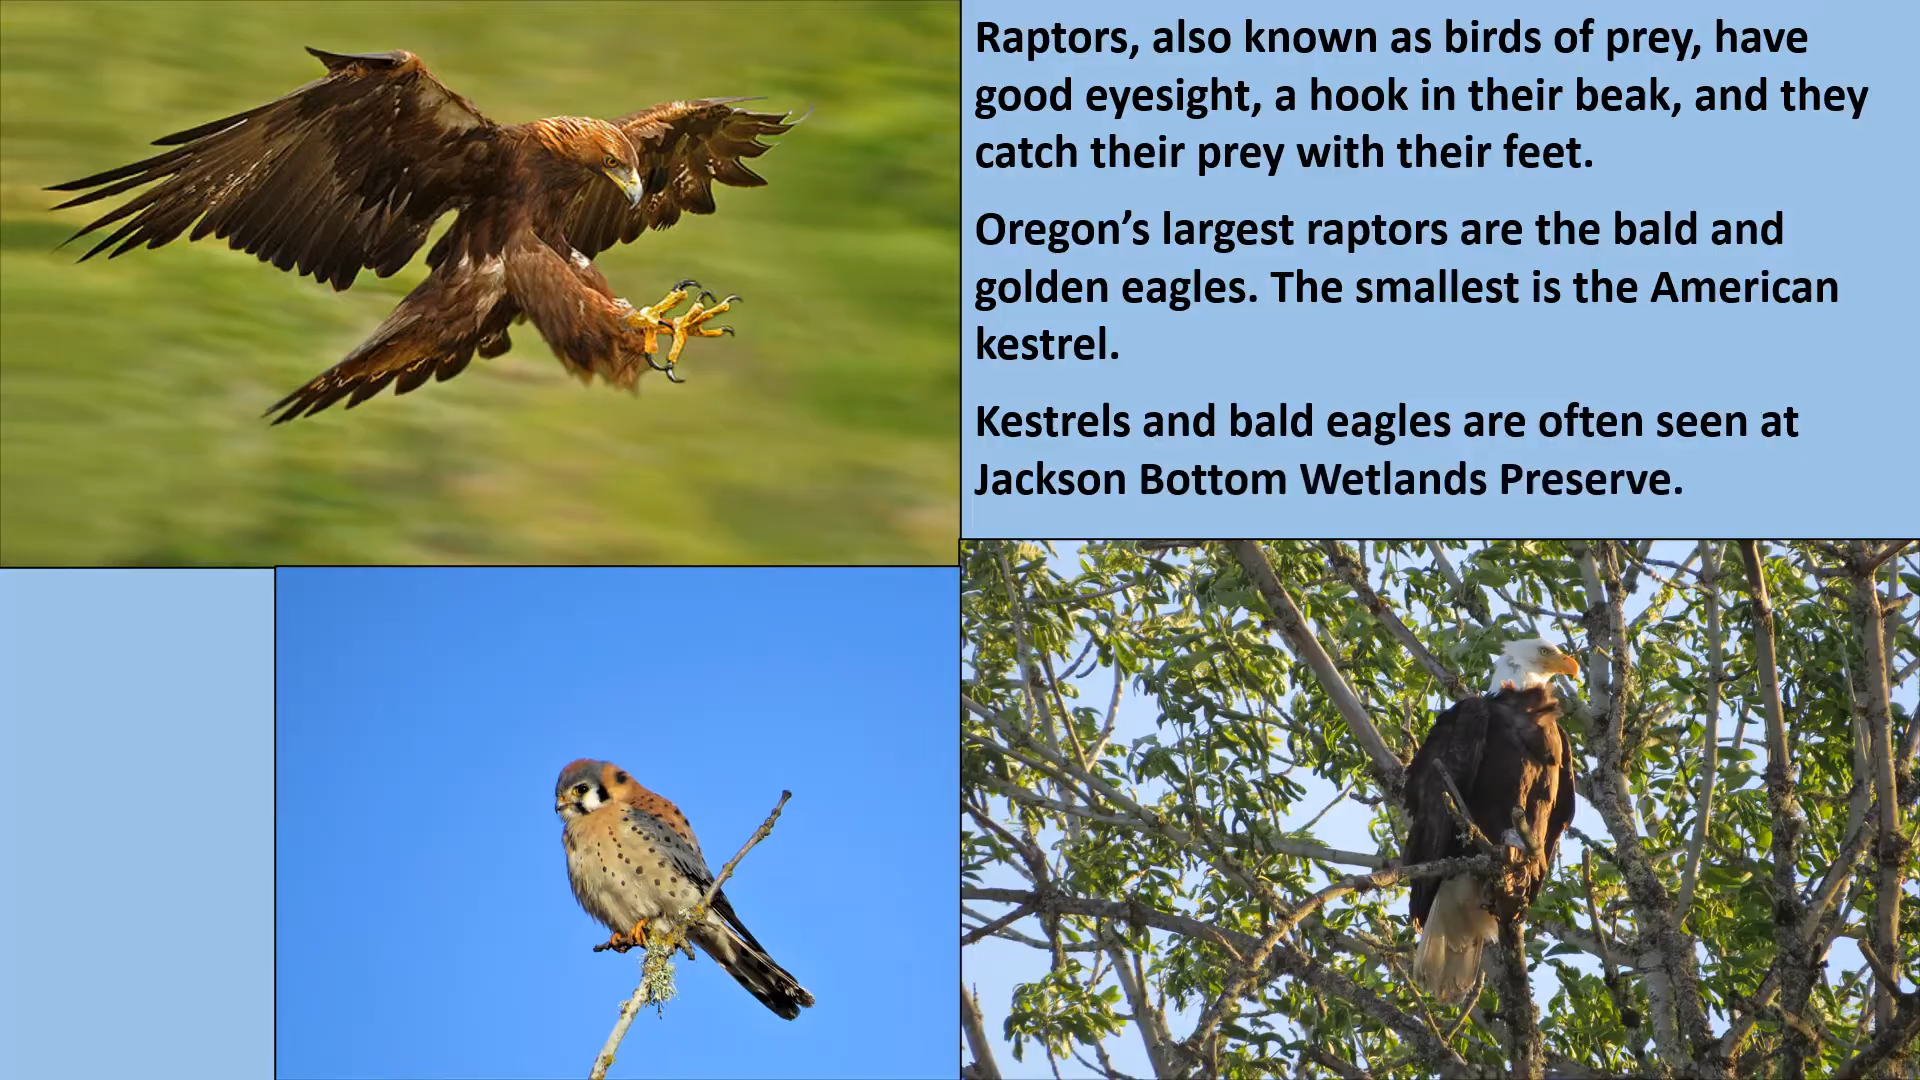 Raptors, also known as birds of prey, have
good eyesight, a hook in their beak, and they
catch their prey with their feet.
Oregon’s largest raptors are the bald and
golden eagles. The smallest is the American
kestrel.
Kestrels and bald eagles are often seen at
Jackson Bottom Wetlands Preserve.